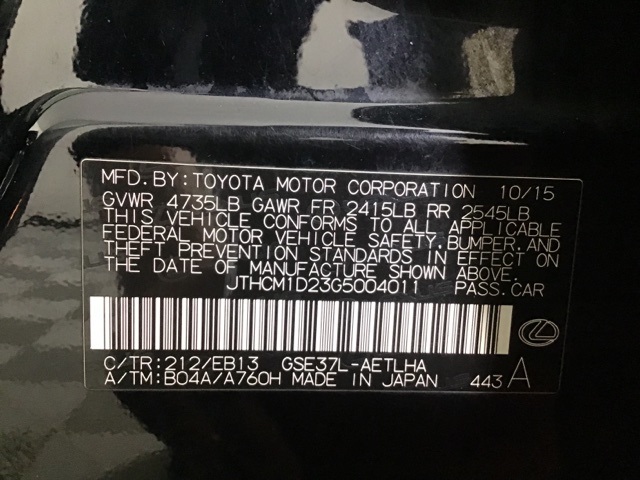 MFD. BY: TOYOTA MOTOR CORPORATION 10/15
GVWR 4735LB GAWR FR 2415LB RR 2545LB
THIS VEHICLE CONFORMS TO ALL APPLICABLE
FEDERAL MOTOR VEHICLE SAFETY, BUMPER, AND
THEFT PREVENTION STANDARDS IN EFFECT ON
THE DATE OF MANUFACTURE SHOWN ABOVE.
JTHCM1D23G5004011 PASS. CAR
C/TR: 212/EB13 GSE37L-AETLHA
A/TM: B04A/A760H MADE IN JAPAN 443 A